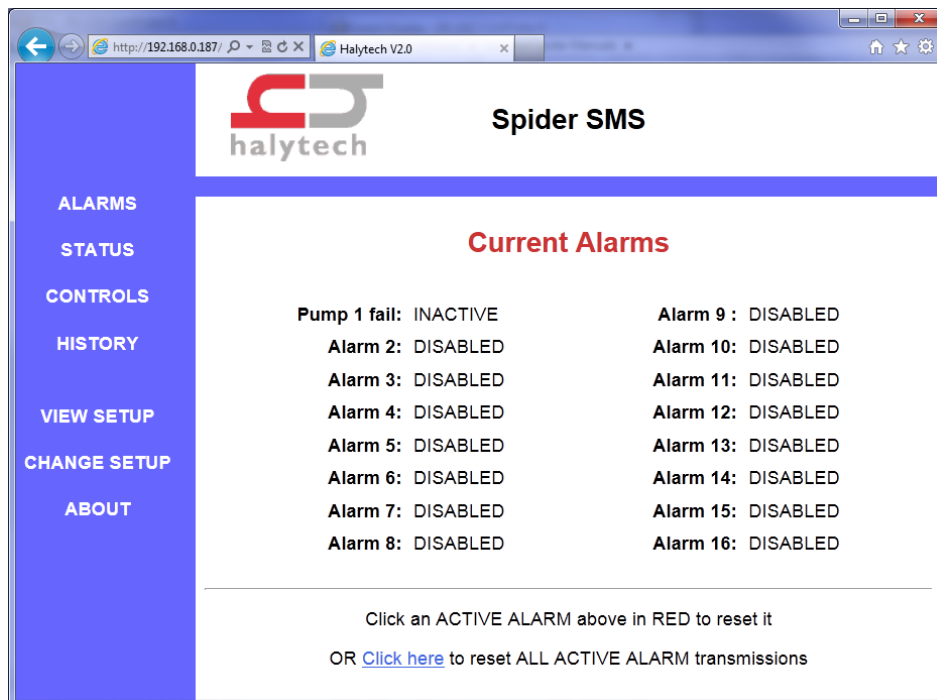 http://192.168.0.187/
Halytech V2.0
halytech
Spider SMS
ALARMS
STATUS
CONTROLS
HISTORY
VIEW SETUP
CHANGE SETUP
ABOUT
Current Alarms
Pump 1 fail: INACTIVE
Alarm 2: DISABLED
Alarm 3: DISABLED
Alarm 4: DISABLED
Alarm 5: DISABLED
Alarm 6: DISABLED
Alarm 7: DISABLED
Alarm 8: DISABLED
Alarm 9 : DISABLED
Alarm 10: DISABLED
Alarm 11: DISABLED
Alarm 12: DISABLED
Alarm 13: DISABLED
Alarm 14: DISABLED
Alarm 15: DISABLED
Alarm 16: DISABLED
Click an ACTIVE ALARM above in RED to reset it
OR Click here to reset ALL ACTIVE ALARM transmissions